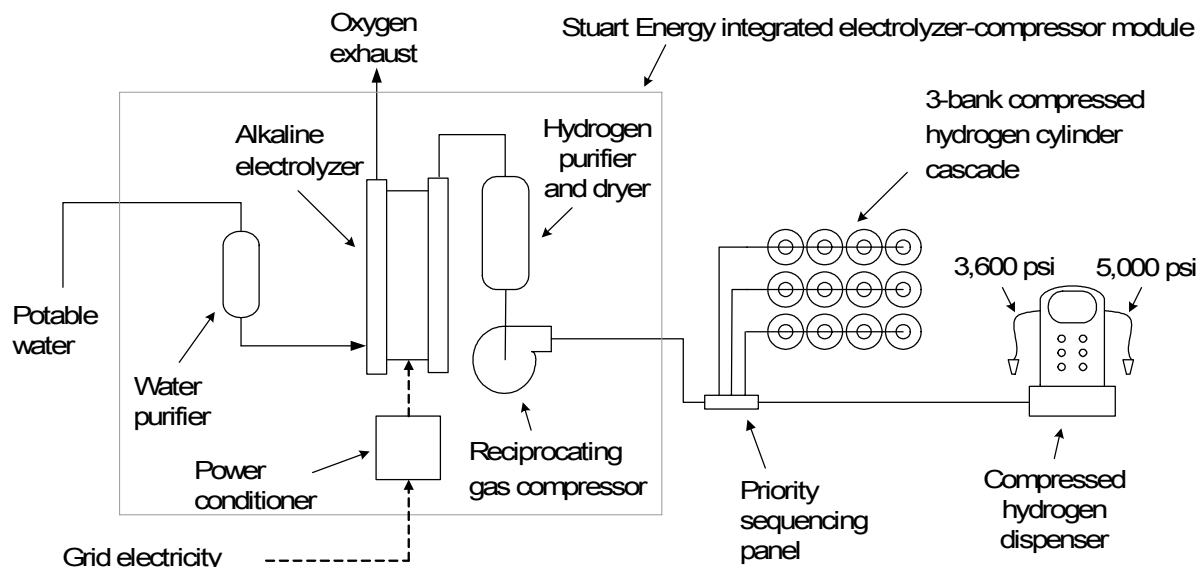 Oxygen
exhaust
Stuart Energy integrated electrolyzer-compressor module
3-bank compressed
hydrogen cylinder
cascade
Alkaline
electrolyzer
Hydrogen
purifier
and dryer
3,600 psi
5,000 psi
Potable
water
Water
purifier
Power
conditioner
Reciprocating
gas compressor
Priority
sequencing
panel
Compressed
hydrogen
dispenser
Grid electricity